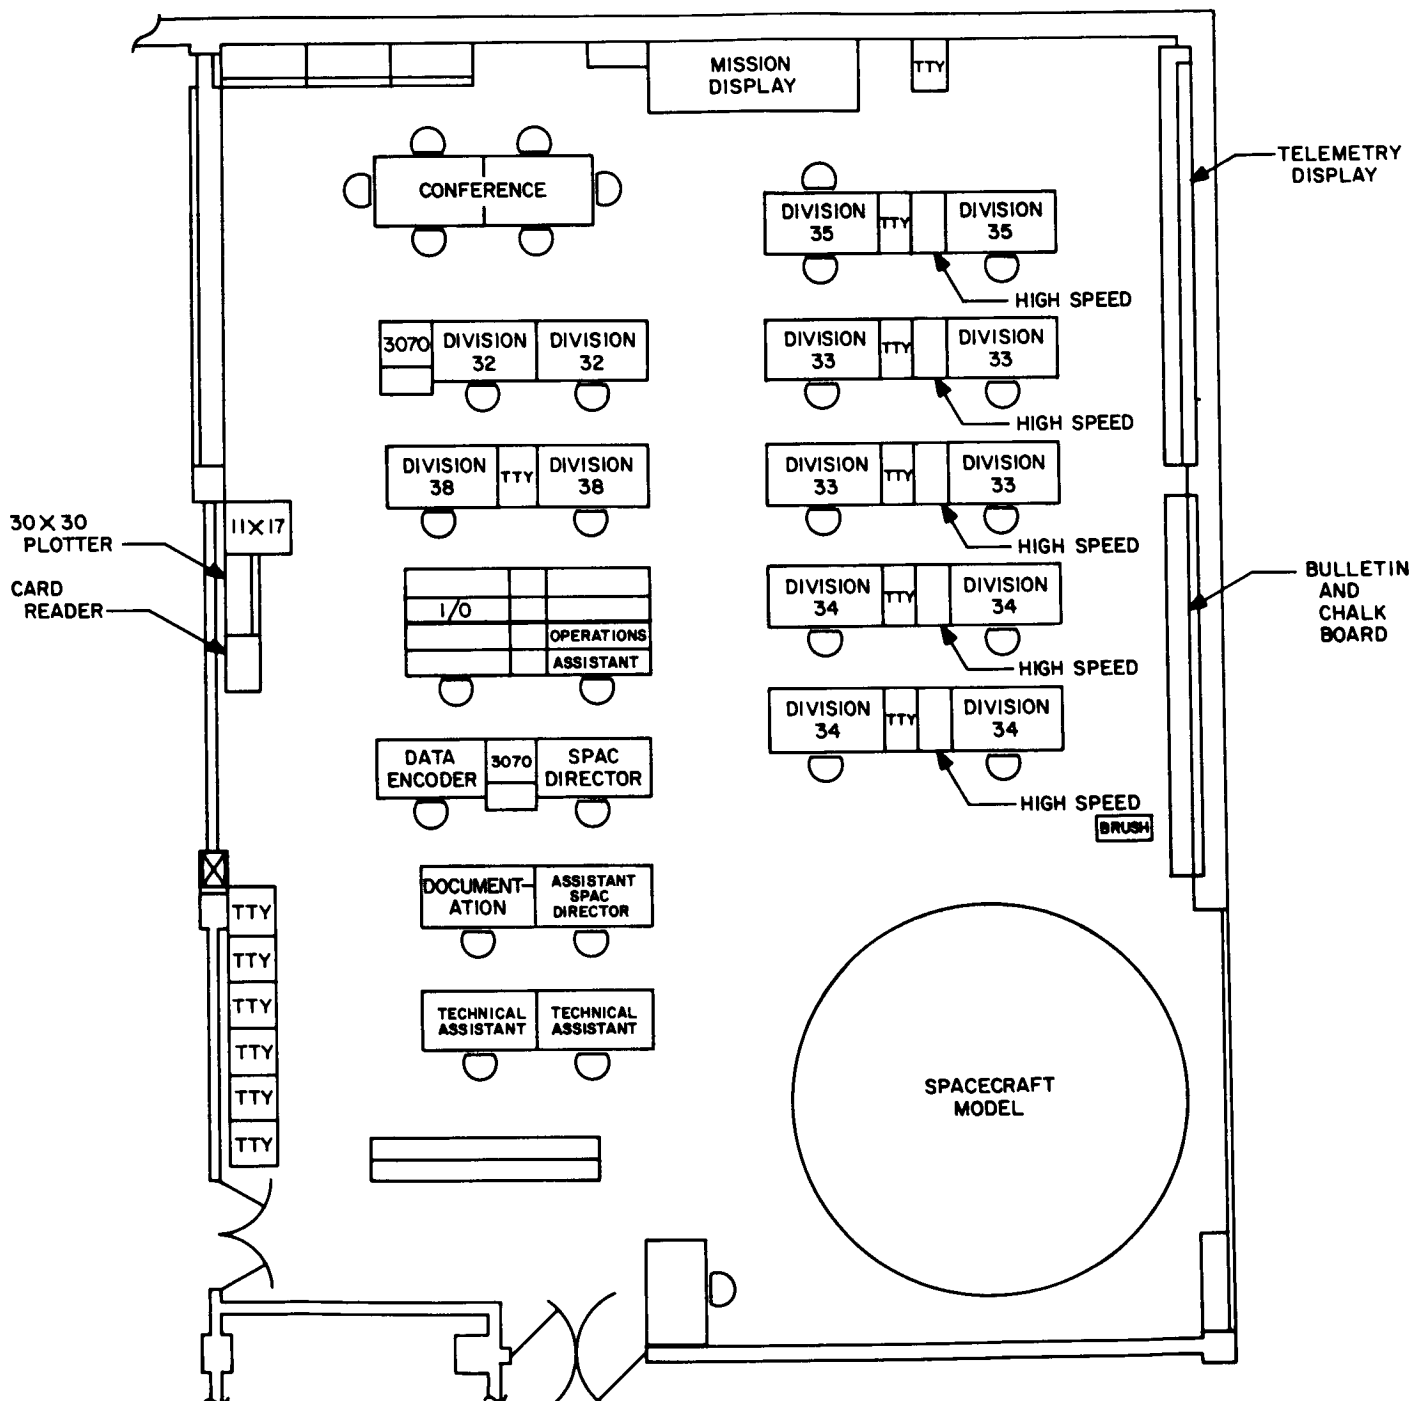 MISSION
DISPLAY
TTY
TELEMETRY
DISPLAY
CONFERENCE
DIVISION
35
TTY
DIVISION
35
HIGH SPEED
3070
DIVISION
32
DIVISION
32
DIVISION
33
TTY
DIVISION
33
HIGH SPEED
DIVISION
38
TTY
DIVISION
38
DIVISION
33
TTY
DIVISION
33
HIGH SPEED
30X30
PLOTTER
11X17
CARD
READER
I/O
OPERATIONS
ASSISTANT
DIVISION
34
TTY
DIVISION
34
HIGH SPEED
BULLETIN
AND
CHALK
BOARD
DIVISION
34
TTY
DIVISION
34
HIGH SPEED
BRUSH
DATA
ENCODER
3070
SPAC
DIRECTOR
DOCUMENT-
ATION
ASSISTANT
SPAC
DIRECTOR
TTY
TTY
TTY
TTY
TTY
TTY
TECHNICAL
ASSISTANT
TECHNICAL
ASSISTANT
SPACECRAFT
MODEL